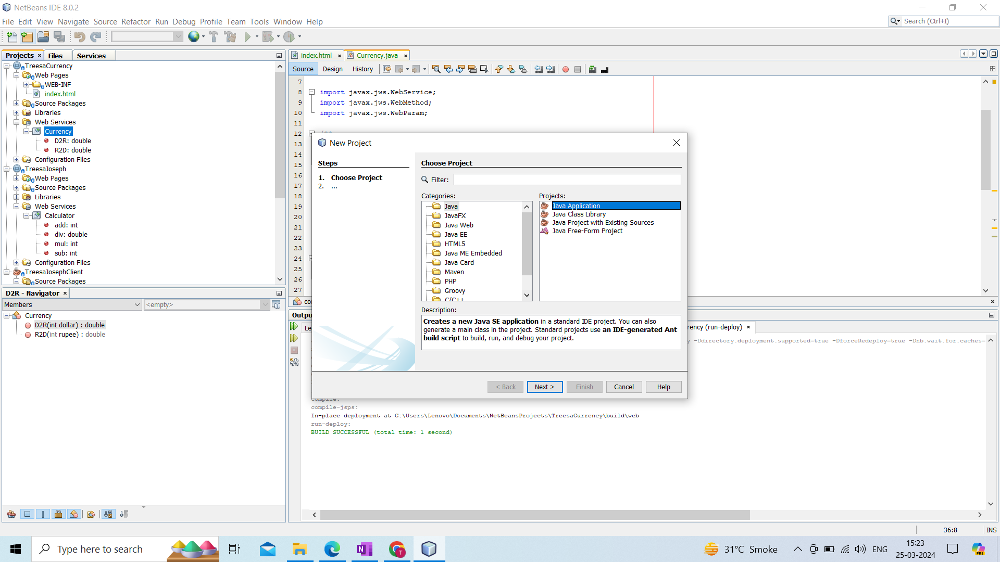 NetBeans IDE 8.0.2
File Edit View Navigate Source Refactor Run Debug Profile Team Tools Window Help
Search (Ctrl+I)
Projects Files Services
TreesaCurrency
Web Pages
WEB-INF
index.html
Source Packages
Libraries
Web Services
Currency
D2R: double
R2D: double
Configuration Files
TreesaJoseph
Web Pages
Source Packages
Libraries
Web Services
Calculator
add: int
div: double
mul: int
sub: int
Configuration Files
TreesaJosephClient
Source Packages
D2R - Navigator
Members <empty>
Currency
D2R(int dollar) : double
R2D(int rupee) : double
index.html Currency.java
Source Design History
7
8 import javax.jws.WebService;
9 import javax.jws.WebMethod;
10 import javax.jws.WebParam;
11
12 /**
13
14
15
16
17
18
19
20
21
22
23
24
25
26
27
New Project
Steps
1. Choose Project
2. ...
Choose Project
Filter:
Categories:
Java
JavaFX
Java Web
Java EE
HTML5
Java ME Embedded
Java Card
Maven
PHP
Groovy
C/C++
Projects:
Java Application
Java Class Library
Java Project with Existing Sources
Java Free-Form Project
Description:
Creates a new Java SE application in a standard IDE project. You can also
generate a main class in the project. Standard projects use an IDE-generated Ant
build script to build, run, and debug your project.
< Back Next > Finish Cancel Help
co
Outpu
Le
rency (run-deploy)
y -Ddirectory.deployment.supported=true -DforceRedeploy=true -Dnb.wait.for.caches=
compile:
compile-jsps:
In-place deployment at C:\Users\Lenovo\Documents\NetBeansProjects\TreesaCurrency\build\web
run-deploy:
BUILD SUCCESSFUL (total time: 1 second)
36:8 INS
Type here to search
31°C Smoke
ENG
15:23
25-03-2024
PRE